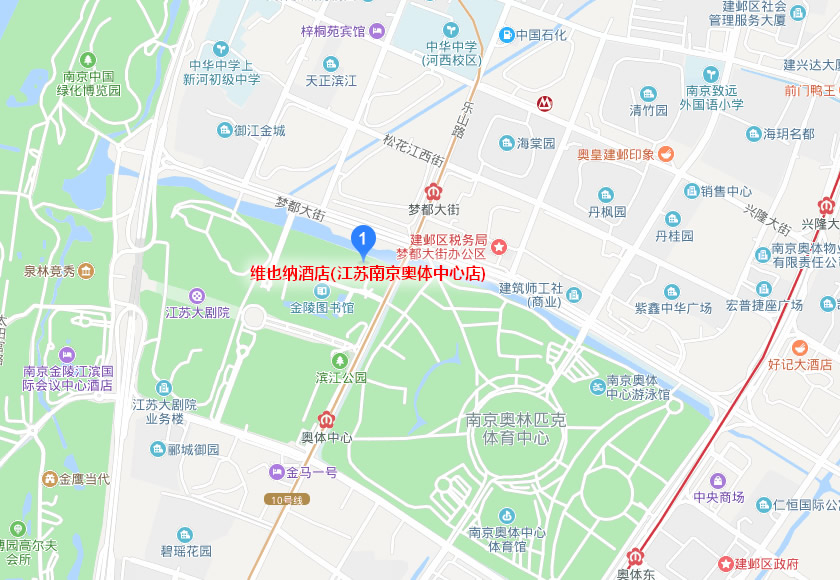 建邺区社会
管理服务大厦
梓桐苑宾馆
中华中学
(河西校区)
中国石化
中华中学上
新河初级中学
天正滨江
南京中国
绿化博览园
建兴达大厦
南京致远
外国语小学
前门鸭王
清竹园
乐山路
御江金城
松花江西街
海棠园
海玥名都
奥皇建邺印象
梦都大街
梦都大街
丹枫园
销售中心
丹桂园
兴隆大街
兴隆大
1
建邺区税务局
梦都大街办公区
南京奥体物业
有限责任公司
泉林竞秀
维也纳酒店(江苏南京奥体中心店)
江苏大剧院
金陵图书馆
建筑师工社
(商业)
紫鑫中华广场
宏普捷座广场
南京金陵江滨国
际会议中心酒店
滨江公园
好记大酒店
江苏大剧院
业务楼
南京奥体
中心游泳馆
南京奥林匹克
体育中心
奥体中心
郦城御园
金马一号
金鹰当代
10号线
中央商场
仁恒国际公寓
碧瑶花园
博园高尔夫
会所
南京奥体中心
体育馆
奥体东
建邺区政府